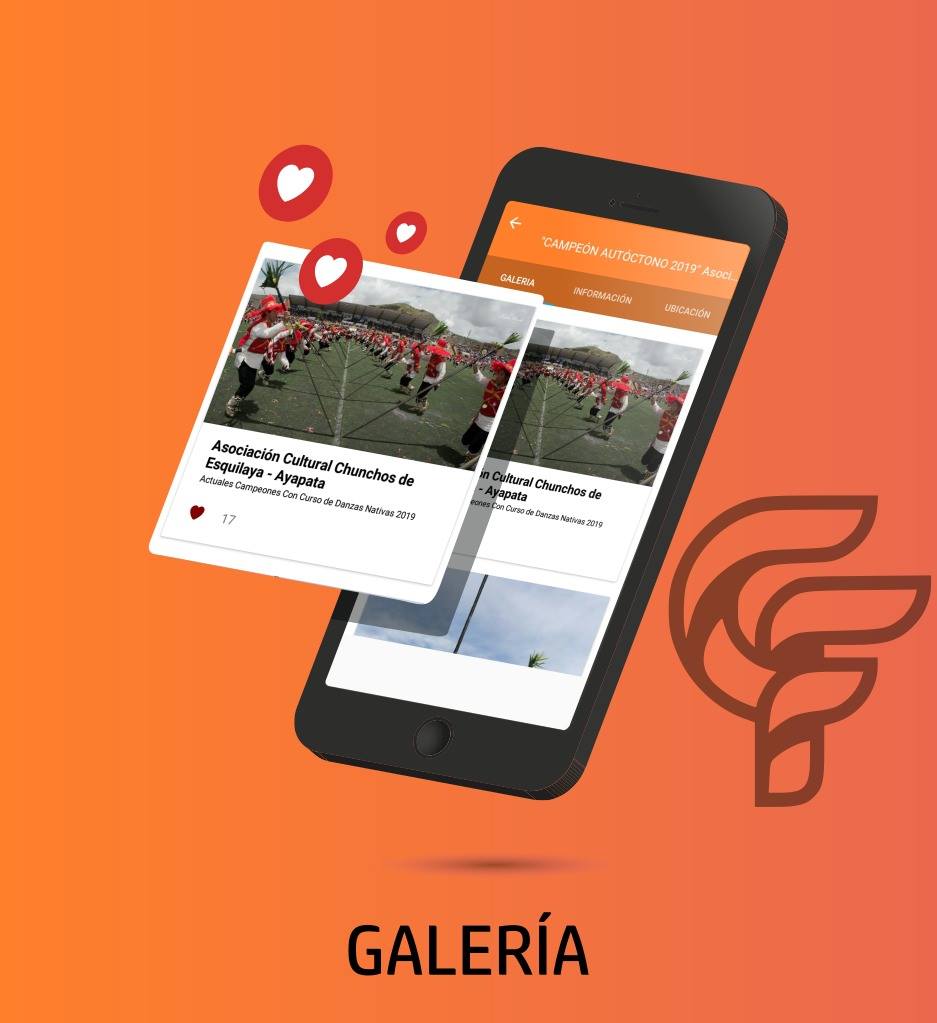 "CAMPEÓN AUTÓCTONO 2019" Asoci...
GALERIA
INFORMACIÓN
UBICACIÓN
Asociación Cultural Chunchos de
Esquilaya - Ayapata
Actuales Campeones Con Curso de Danzas Nativas 2019
17
ón Cultural Chunchos de
- Ayapata
eones Con Curso de Danzas Nativas 2019
GALERÍA